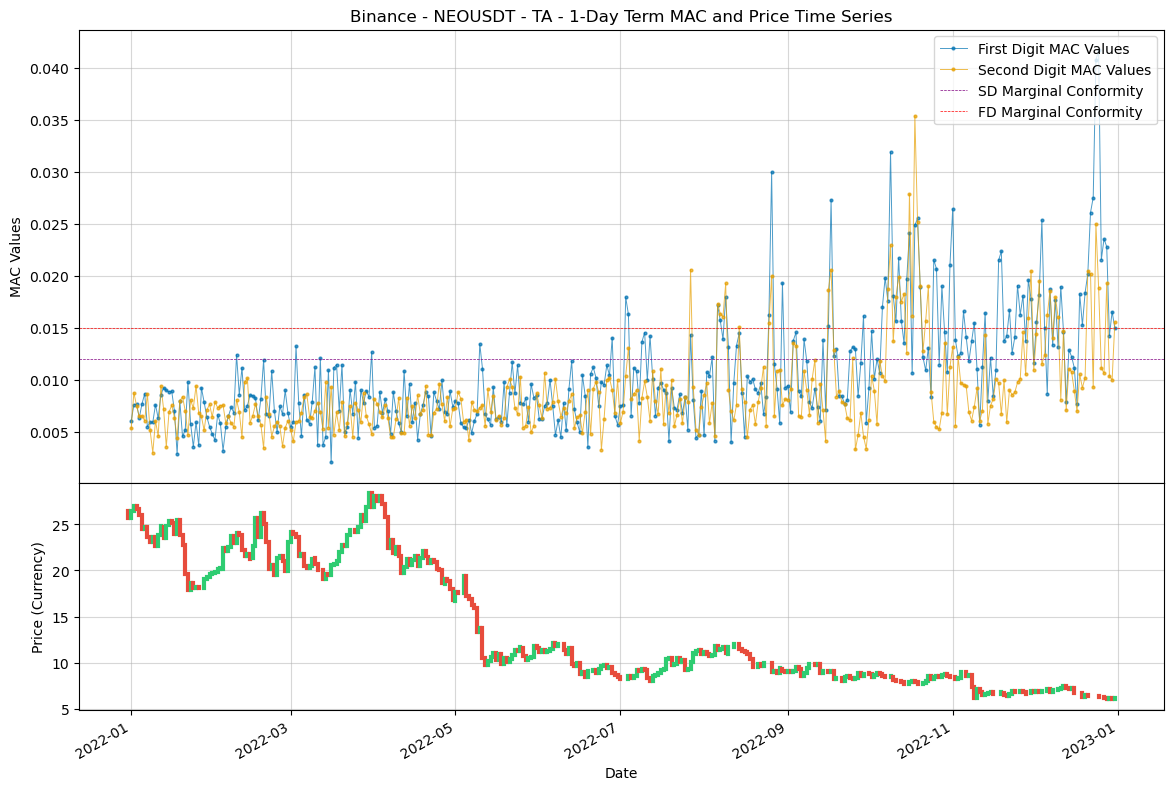 Binance - NEOUSDT - TA - 1-Day Term MAC and Price Time Series
First Digit MAC Values
Second Digit MAC Values
SD Marginal Conformity
FD Marginal Conformity
MAC Values
0.040
0.035
0.030
0.025
0.020
0.015
0.010
0.005
Price (Currency)
25
20
15
10
5
2022-01
2022-03
2022-05
2022-07
2022-09
2022-11
2023-01
Date